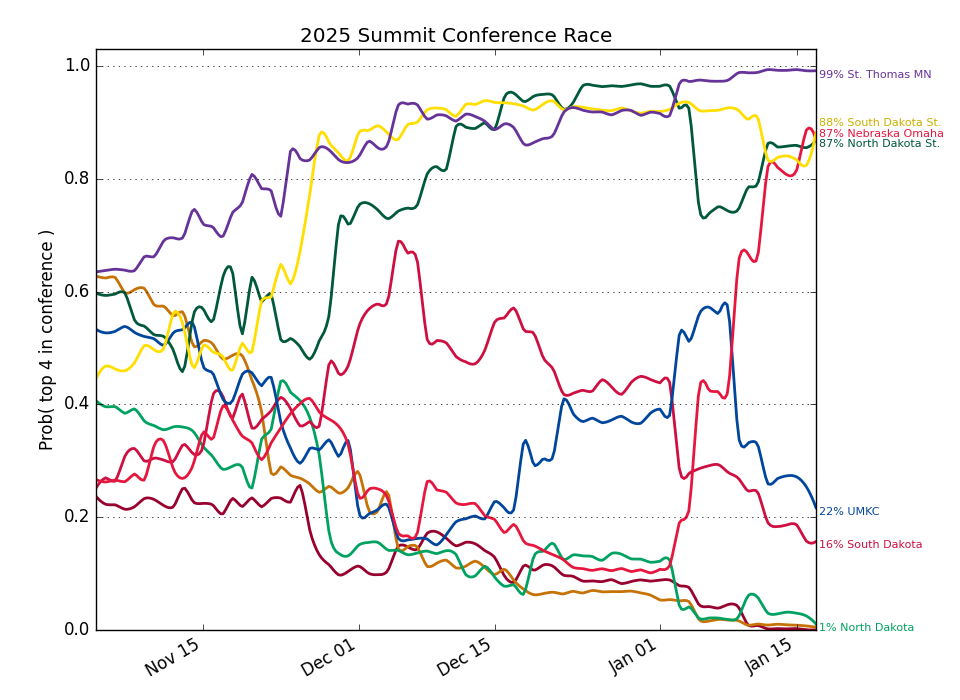 2025 Summit Conference Race
Prob( top 4 in conference )
1.0
0.8
0.6
0.4
0.2
0.0
Nov 15
Dec 01
Dec 15
Jan 01
Jan 15
99% St. Thomas MN
88% South Dakota St.
87% Nebraska Omaha
87% North Dakota St.
22% UMKC
16% South Dakota
1% North Dakota